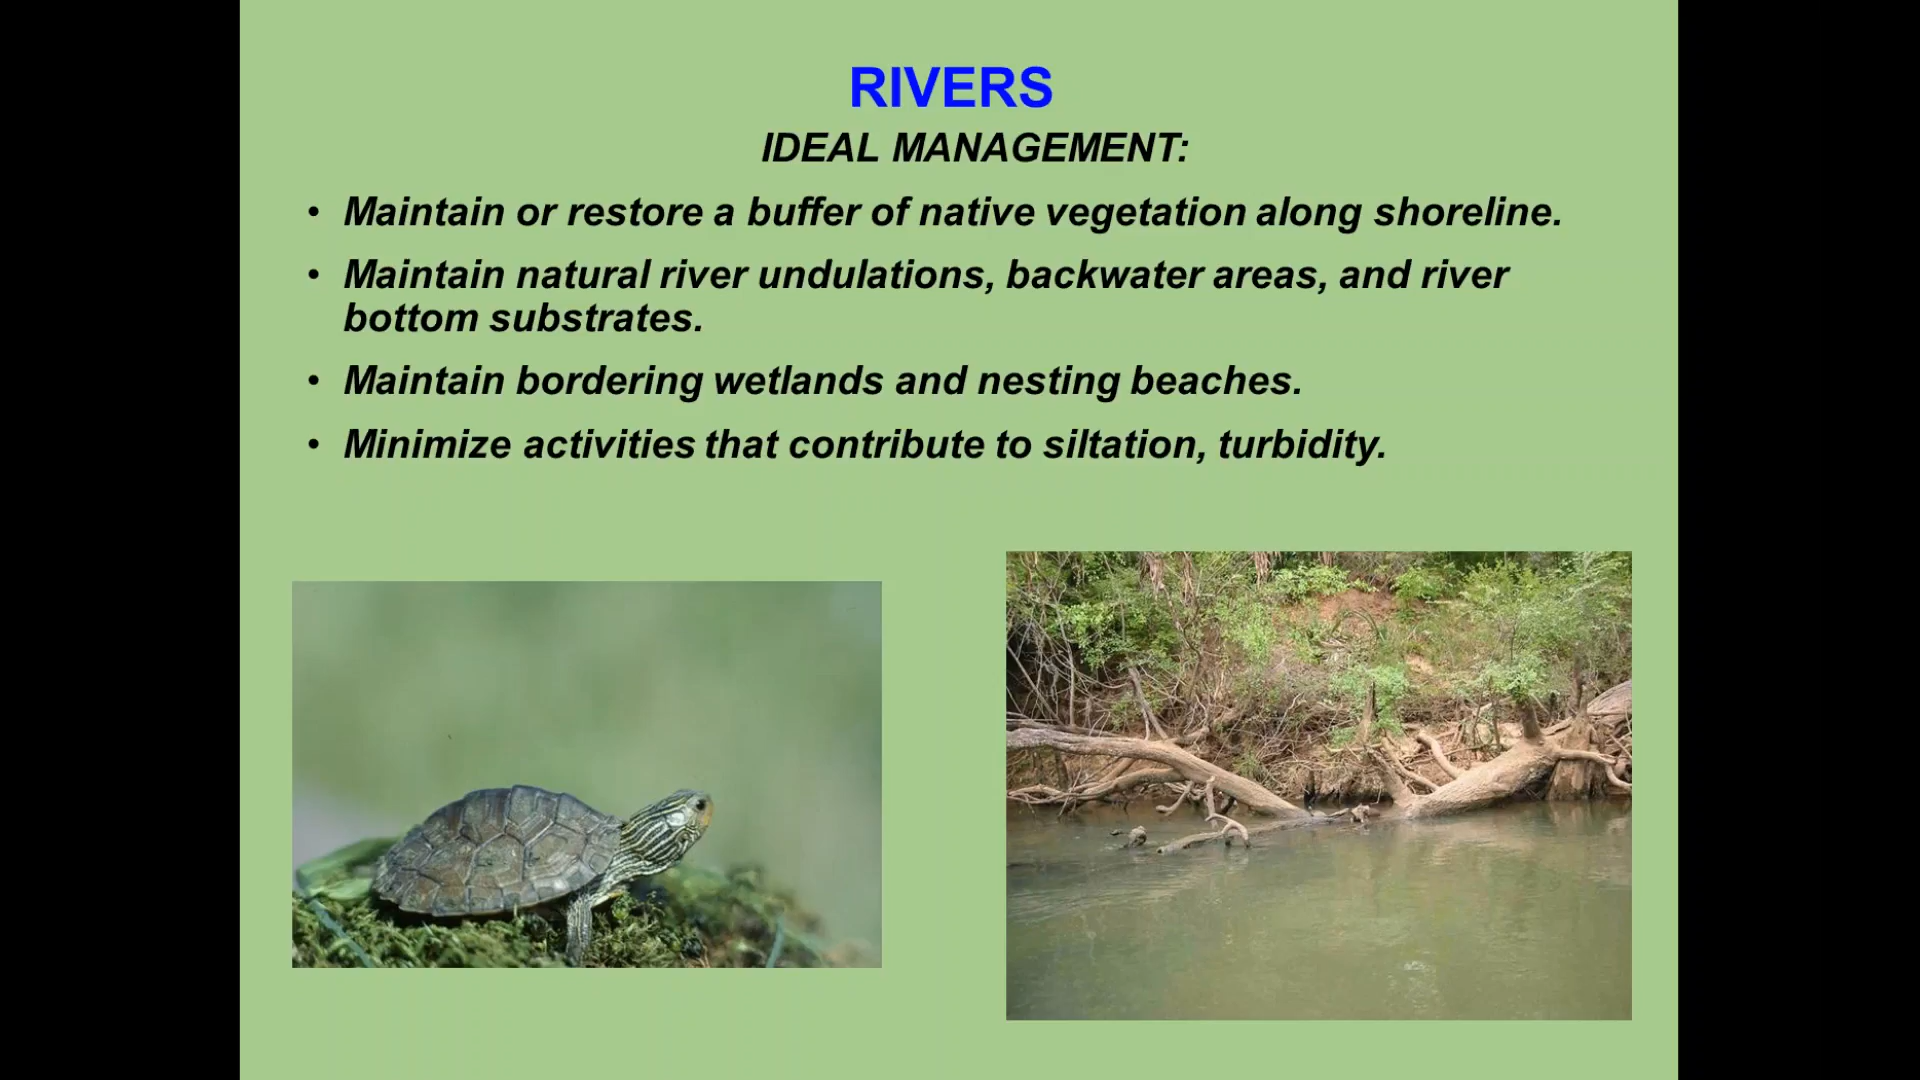 RIVERS
IDEAL MANAGEMENT:
• Maintain or restore a buffer of native vegetation along shoreline.
• Maintain natural river undulations, backwater areas, and river
bottom substrates.
• Maintain bordering wetlands and nesting beaches.
• Minimize activities that contribute to siltation, turbidity.